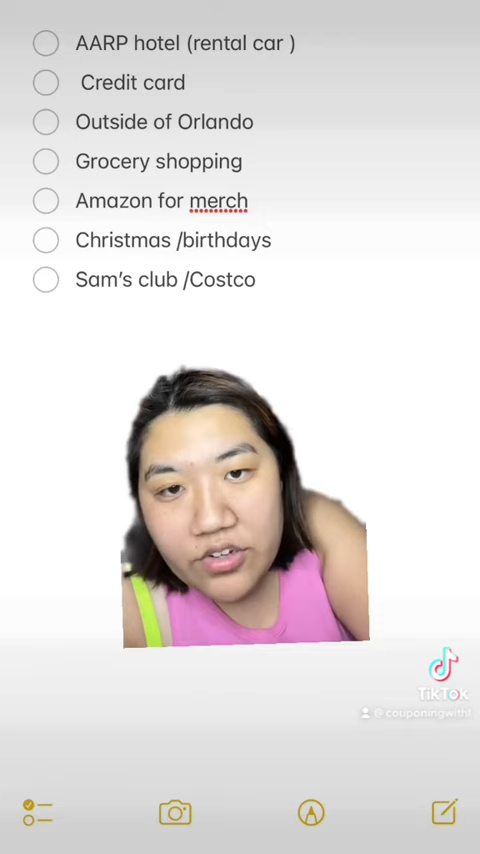 AARP hotel (rental car )
Credit card
Outside of Orlando
Grocery shopping
Amazon for merch
Christmas /birthdays
Sam's club /Costco
TikTok
@couponingwithl